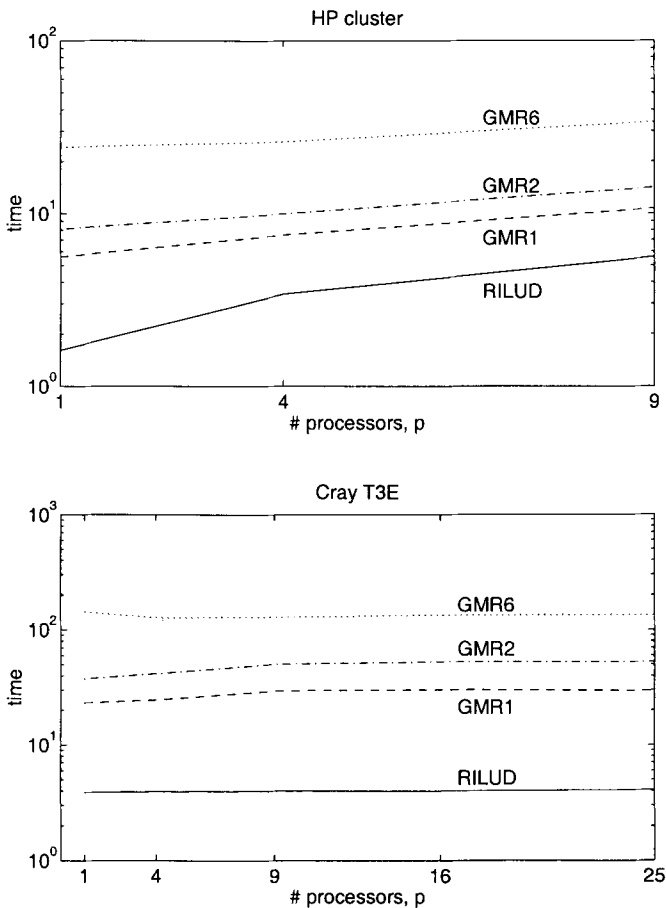 HP cluster
10^2
GMR6
GMR2
10^1
GMR1
RILUD
10^0
time
1
4
9
# processors, p
Cray T3E
10^3
GMR6
10^2
GMR2
GMR1
10^1
RILUD
10^0
time
1
4
9
16
25
# processors, p